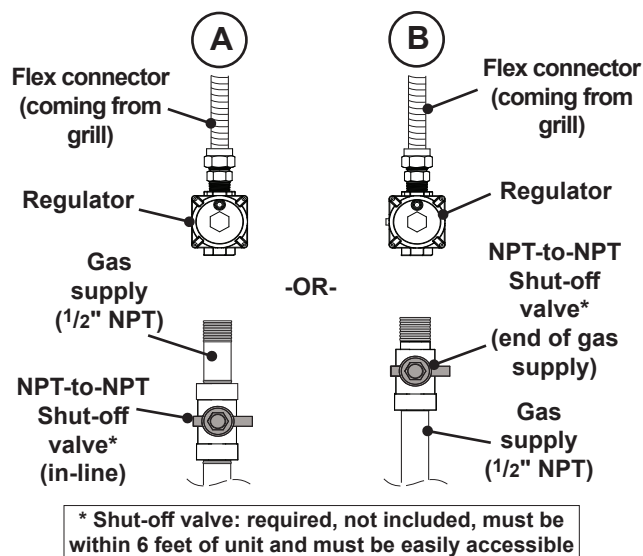 A
B
Flex connector
(coming from
grill)
Flex connector
(coming from
grill)
Regulator
Regulator
Gas
supply
(1/2" NPT)
-OR-
NPT-to-NPT
Shut-off
valve*
(end of gas
supply)
NPT-to-NPT
Shut-off
valve*
(in-line)
Gas
supply
(1/2" NPT)
* Shut-off valve: required, not included, must be
within 6 feet of unit and must be easily accessible